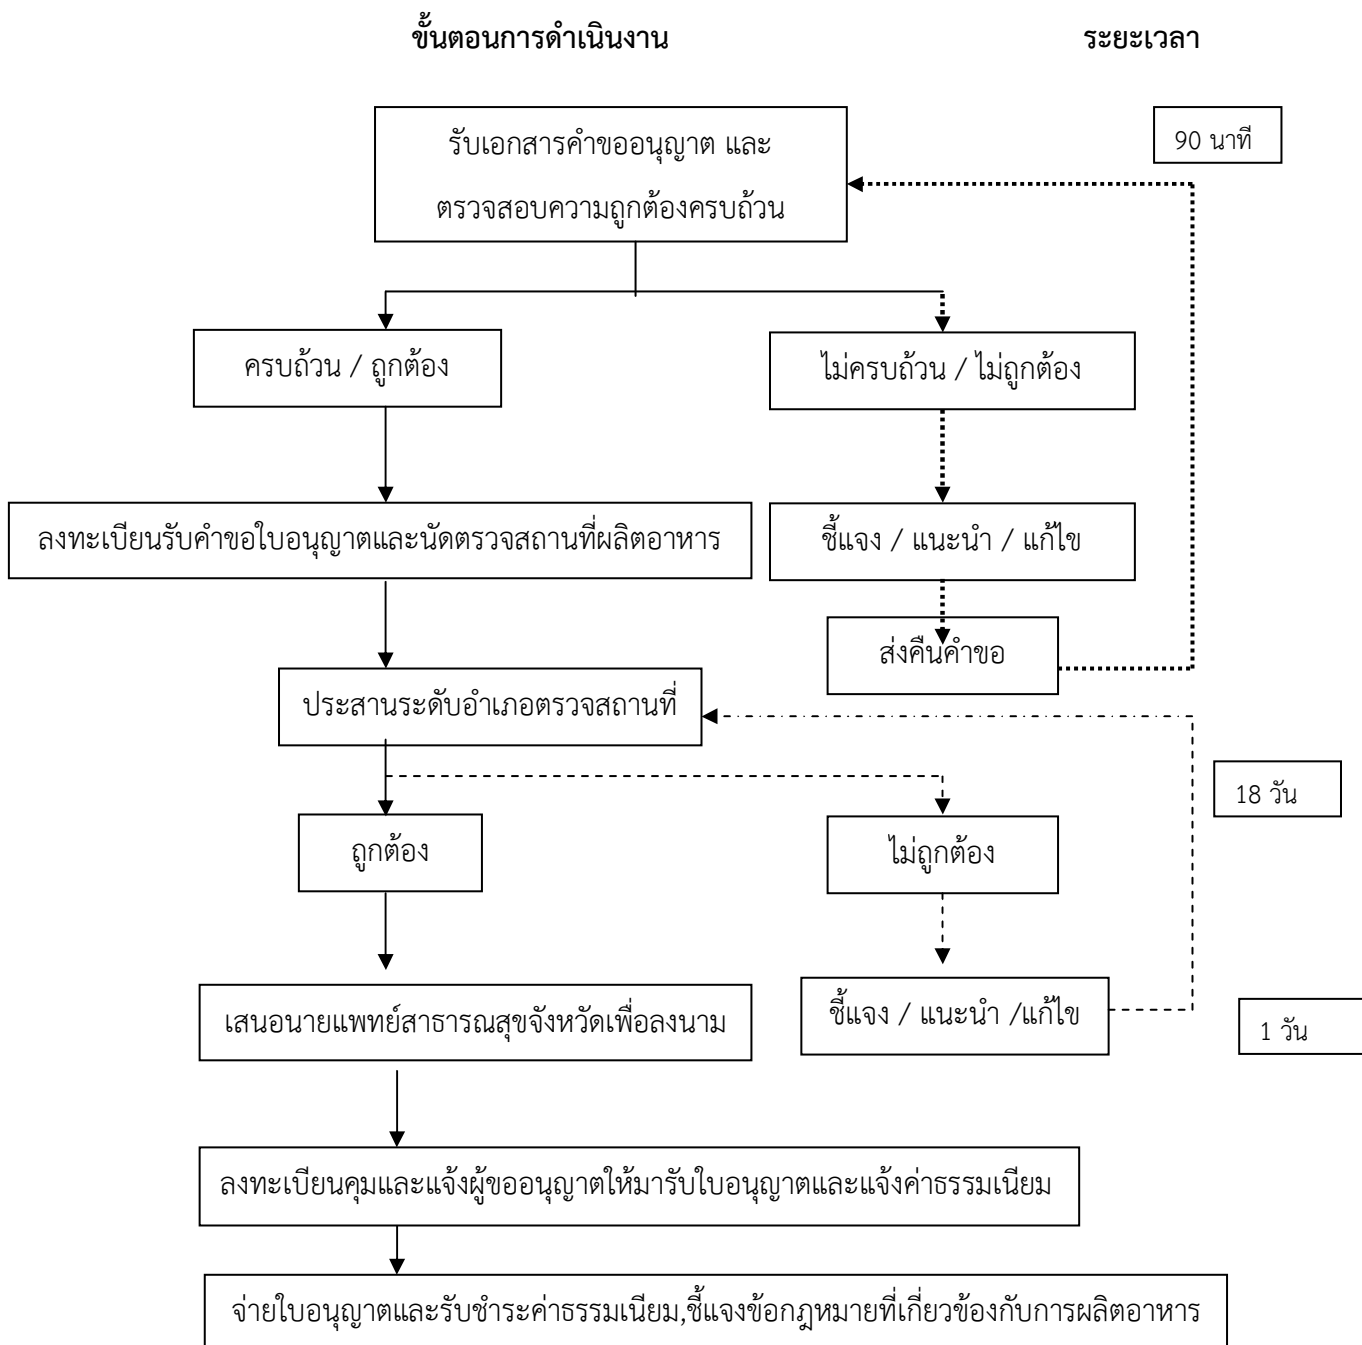 ขั้นตอนการดำเนินงาน
ระยะเวลา
รับเอกสารคำขออนุญาต และ
ตรวจสอบความถูกต้องครบถ้วน
90 นาที
ครบถ้วน / ถูกต้อง
ไม่ครบถ้วน / ไม่ถูกต้อง
ลงทะเบียนรับคำขอใบอนุญาตและนัดตรวจสถานที่ผลิตอาหาร
ชี้แจง / แนะนำ / แก้ไข
ส่งคืนคำขอ
ประสานระดับอำเภอตรวจสถานที่
18 วัน
ถูกต้อง
ไม่ถูกต้อง
เสนอนายแพทย์สาธารณสุขจังหวัดเพื่อลงนาม
ชี้แจง / แนะนำ /แก้ไข
1 วัน
ลงทะเบียนคุมและแจ้งผู้ขออนุญาตให้มารับใบอนุญาตและแจ้งค่าธรรมเนียม
จ่ายใบอนุญาตและรับชำระค่าธรรมเนียม,ชี้แจงข้อกฎหมายที่เกี่ยวข้องกับการผลิตอาหาร